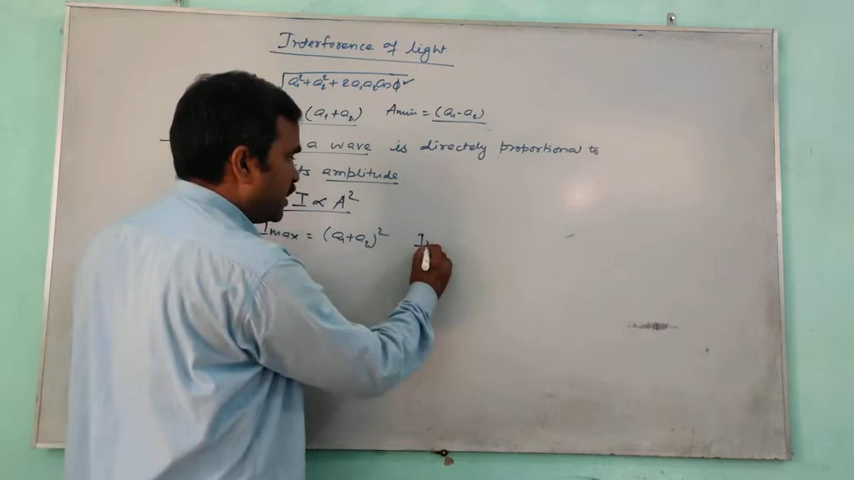 Interference of light
√a₁²+a₂²+2a₁a₂cosϕ ✓
(a₁+a₂) Amin = (a₁-a₂)
a wave is directely proportional to
its amplitude
I ∝ A²
Imax = (a₁+a₂)² I